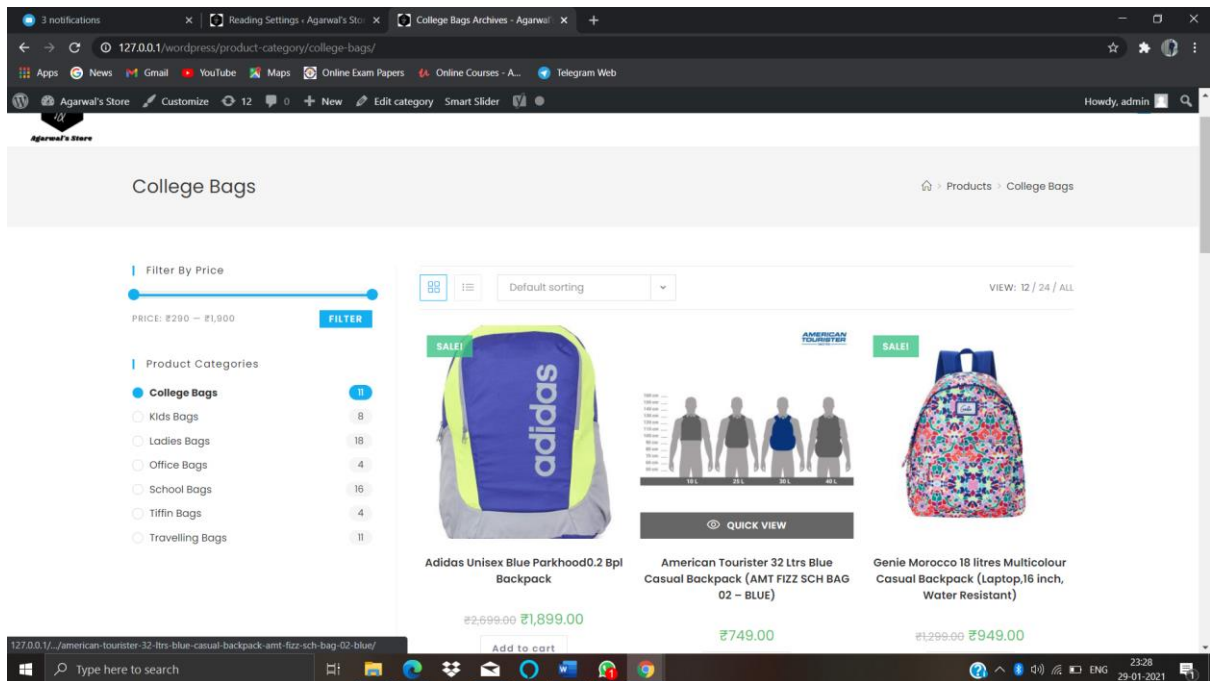 3 notifications
Reading Settings ‹ Agarwal's Sto
College Bags Archives - Agarwal'
127.0.0.1/wordpress/product-category/college-bags/
Apps News Gmail YouTube Maps Online Exam Papers Online Courses - A... Telegram Web
Agarwal's Store Customize 12 0 New Edit category Smart Slider
Howdy, admin
Agarwal's Store
College Bags
Products > College Bags
Filter By Price
PRICE: ₹290 — ₹1,900
FILTER
Product Categories
College Bags 11
Kids Bags 8
Ladies Bags 18
Office Bags 4
School Bags 16
Tiffin Bags 4
Travelling Bags 11
Default sorting
VIEW: 12 / 24 / ALL
SALE!
adidas
Adidas Unisex Blue Parkhood0.2 Bpl
Backpack
₹2,699.00 ₹1,899.00
Add to cart
AMERICAN
TOURISTER
10 L 25 L 30 L 40 L
QUICK VIEW
American Tourister 32 Ltrs Blue
Casual Backpack (AMT FIZZ SCH BAG
02 – BLUE)
₹749.00
SALE!
Genie
Genie Morocco 18 litres Multicolour
Casual Backpack (Laptop,16 inch,
Water Resistant)
₹1,299.00 ₹949.00
127.0.0.1/.../american-tourister-32-ltrs-blue-casual-backpack-amt-fizz-sch-bag-02-blue/
Type here to search
ENG
23:28
29-01-2021